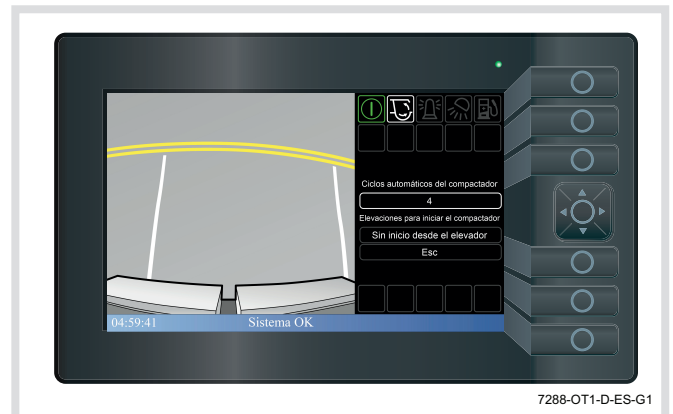 Ciclos automáticos del compactador
4
Elevaciones para iniciar el compactador
Sin inicio desde el elevador
Esc
04:59:41 Sistema OK
7288-OT1-D-ES-G1